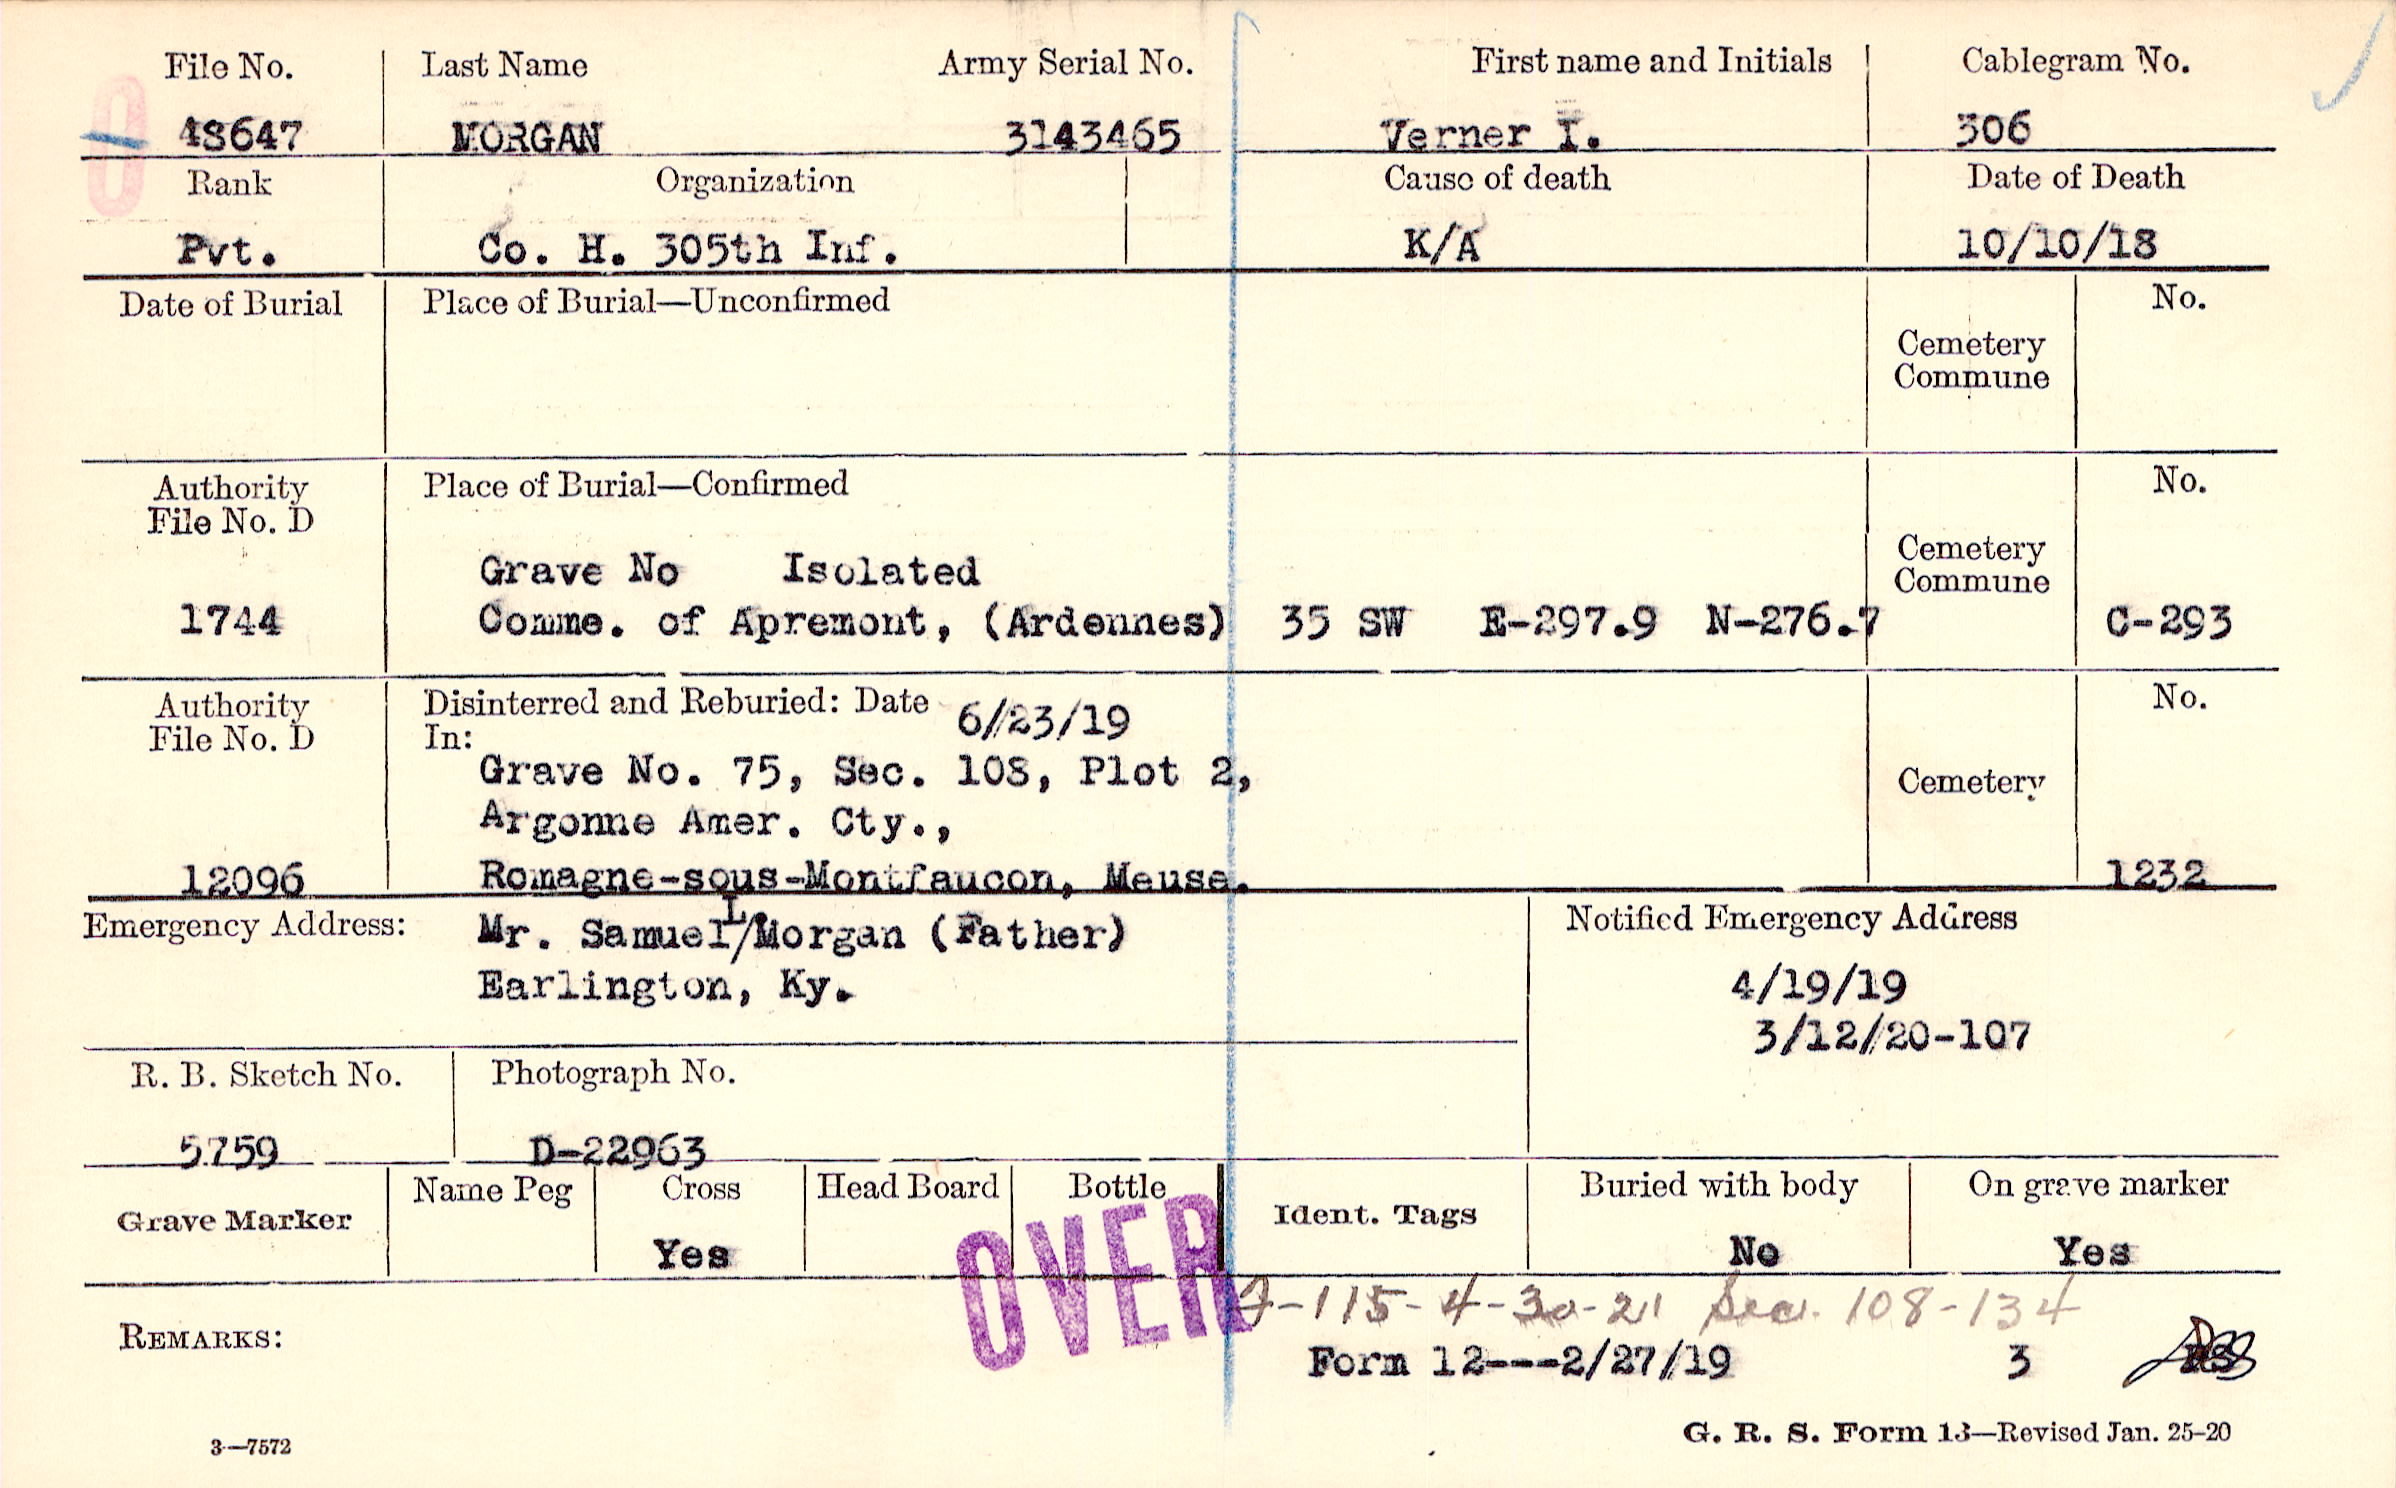 File No. Last Name Army Serial No. First name and Initials Cablegram No.
48647 MORGAN 3143465 Verner I. 306
Rank Organization Cause of death Date of Death
Pvt. Co. H. 305th Inf. K/A 10/10/18
Date of Burial Place of Burial—Unconfirmed No.
Cemetery
Commune
Authority Place of Burial—Confirmed No.
File No. D
Cemetery
Grave No Isolated Commune
1744 Comme. of Apremont, (Ardennes) 35 SW E-297.9 N-276.7 C-293
Authority Disinterred and Reburied: Date 6/23/19 No.
File No. D In:
Grave No. 75, Sec. 108, Plot 2, Cemetery
Argonne Amer. Cty.,
12096 Romagne-sous-Montfaucon, Meuse. 1232
Emergency Address: Mr. Samuel L./Morgan (Father) Notified Emergency Address
Earlington, Ky. 4/19/19
3/12/20-107
R. B. Sketch No. Photograph No.
5759 D-22963
Grave Marker Name Peg Cross Head Board Bottle Ident. Tags Buried with body On grave marker
Yes No Yes
OVER
-115-4-30-21 Sec. 108-134
REMARKS: Form 12---2/27/19 3
3—7572 G. R. S. Form 13—Revised Jan. 25-20